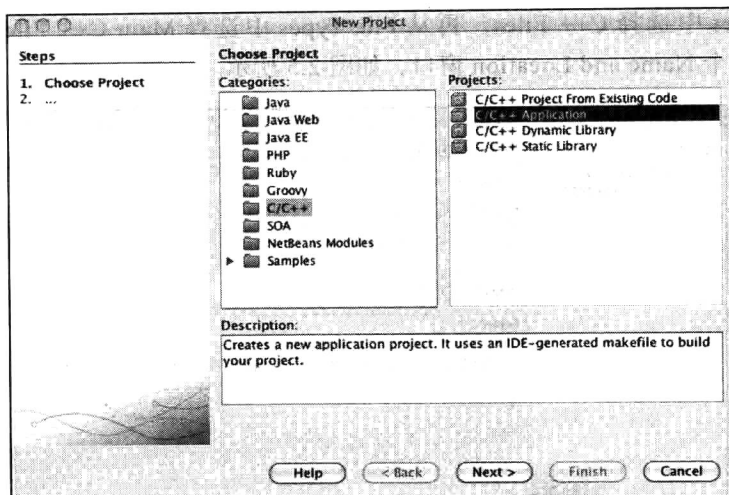 New Project
Steps
1. Choose Project
2. ...
Choose Project
Categories:
Java
Java Web
Java EE
PHP
Ruby
Groovy
C/C++
SOA
NetBeans Modules
Samples
Projects:
C/C++ Project From Existing Code
C/C++ Application
C/C++ Dynamic Library
C/C++ Static Library
Description:
Creates a new application project. It uses an IDE-generated makefile to build
your project.
Help
< Back
Next >
Finish
Cancel